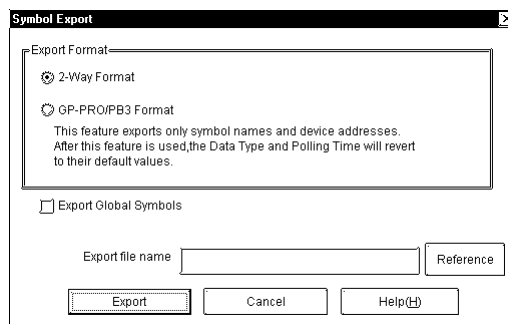 Symbol Export
Export Format
2-Way Format
GP-PRO/PB3 Format
This feature exports only symbol names and device addresses.
After this feature is used,the Data Type and Polling Time will revert
to their default values.
Export Global Symbols
Export file name
Reference
Export
Cancel
Help(H)